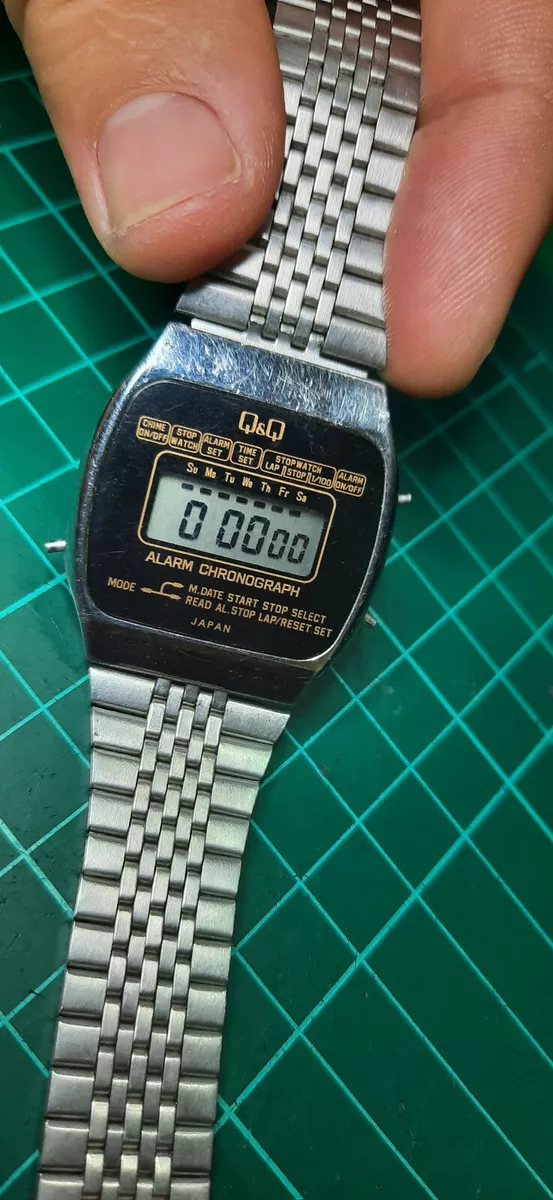 Q&Q
CHIME ON/OFF
STOP WATCH
ALARM SET
TIME SET
STOPWATCH
LAP STOP 1/100
ALARM ON/OFF
Su Mo Tu We Th Fr Sa
0 0000
ALARM CHRONOGRAPH
MODE
M.DATE START STOP SELECT
READ AL.STOP LAP/RESET SET
JAPAN